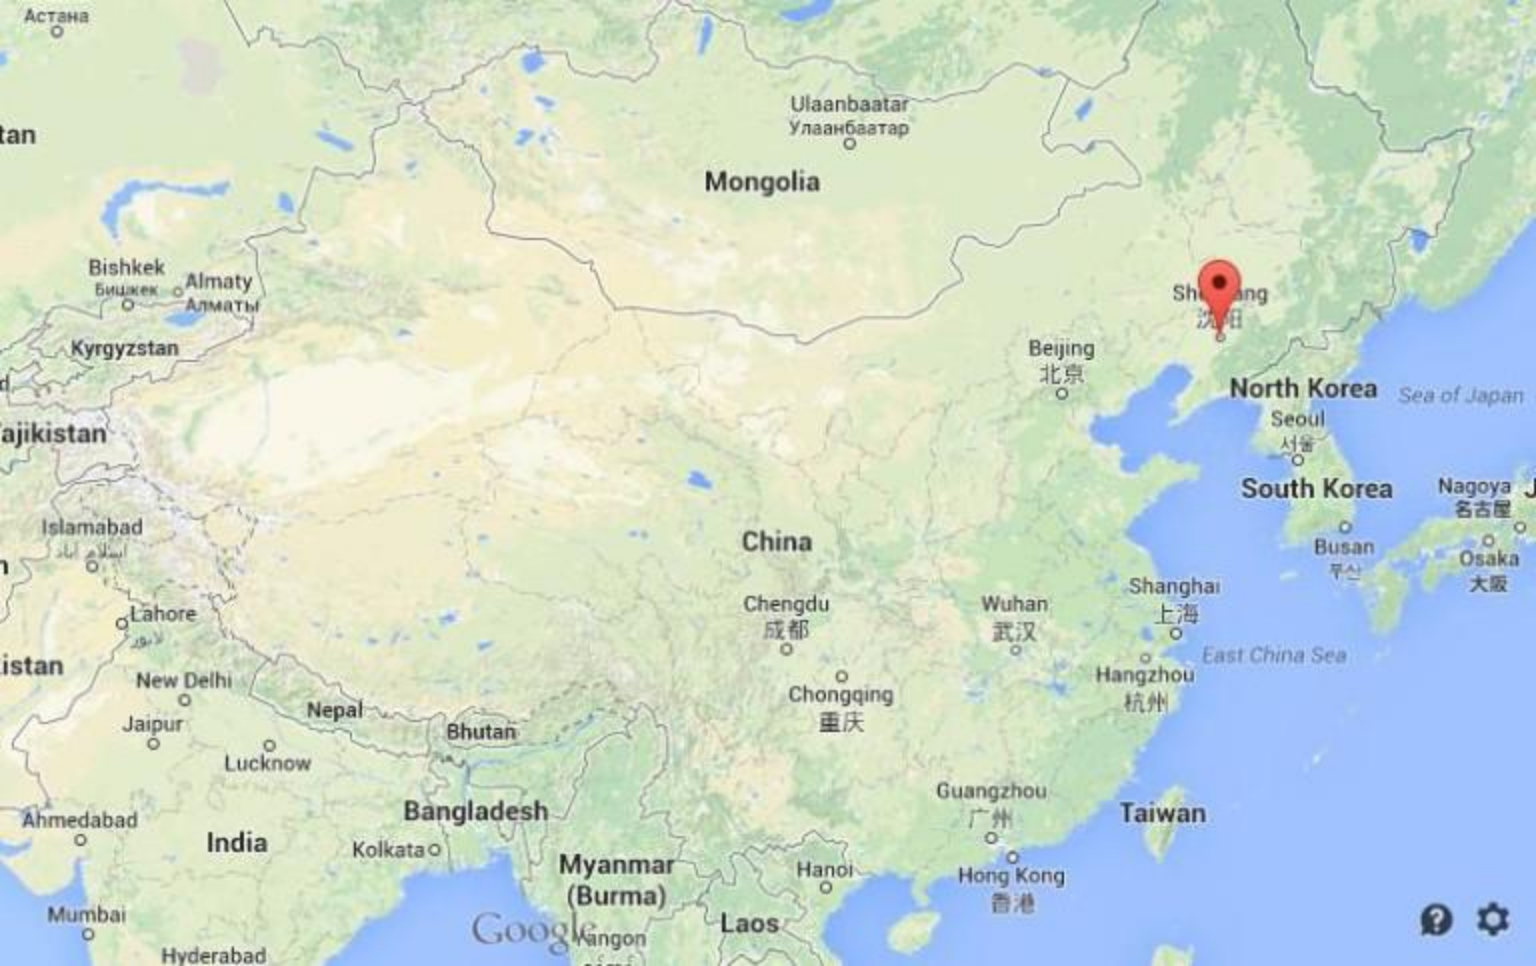 Астана
Ulaanbaatar
Улаанбаатар
tan
Mongolia
Bishkek
Бишкек
Almaty
Алматы
Kyrgyzstan
Beijing
北京
North Korea
Sea of Japan
Seoul
서울
ajikistan
South Korea
Nagoya
名古屋
J
Islamabad
اسلام آباد
China
Busan
부산
Osaka
大阪
Lahore
لاہور
Chengdu
成都
Wuhan
武汉
Shanghai
上海
East China Sea
istan
New Delhi
Hangzhou
杭州
Chongqing
重庆
Nepal
Jaipur
Bhutan
Lucknow
Guangzhou
广州
Taiwan
Bangladesh
Ahmedabad
India
Kolkata
Myanmar
(Burma)
Hanoi
Hong Kong
香港
Mumbai
Laos
Google
Yangon
Hyderabad